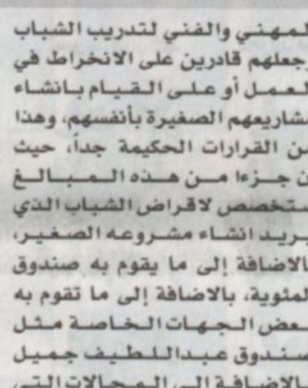 المهني والفني لتدريب الشباب
وجعلهم قادرين على الانخراط في
العمل أو على القيام بانشاء
مشاريعهم الصغيرة بأنفسهم، وهذا
من القرارات الحكيمة جداً، حيث
ان جزءا من هذه المبالغ
ستخصص لاقراض الشباب الذي
يريد انشاء مشروعه الصغير،
بالاضافة إلى ما يقوم به صندوق
المئوية، بالاضافة إلى ما تقوم به
بعض الجهات الخاصة مثل
صندوق عبداللطيف جميل
بالاضافة إلى المجالات التي